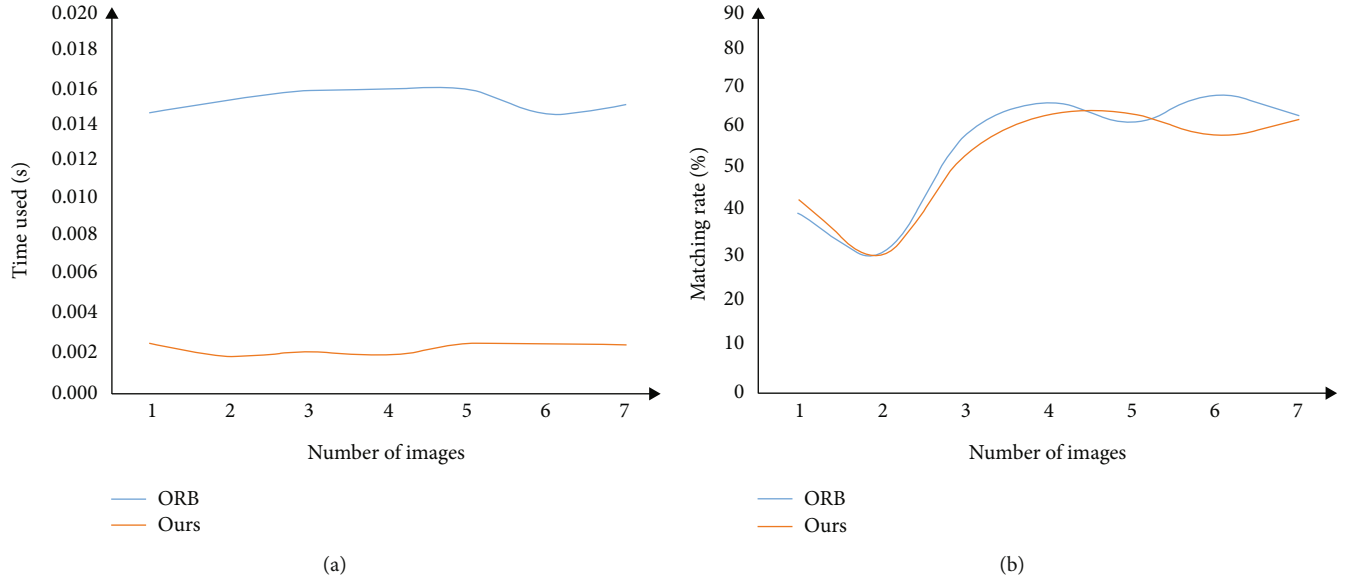 0.020
0.018
0.016
0.014
0.012
0.010
0.008
0.006
0.004
0.002
0.000
Time used (s)
1 2 3 4 5 6 7
Number of images
ORB
Ours
(a)
90
80
70
60
50
40
30
20
10
0
Matching rate (%)
1 2 3 4 5 6 7
Number of images
ORB
Ours
(b)